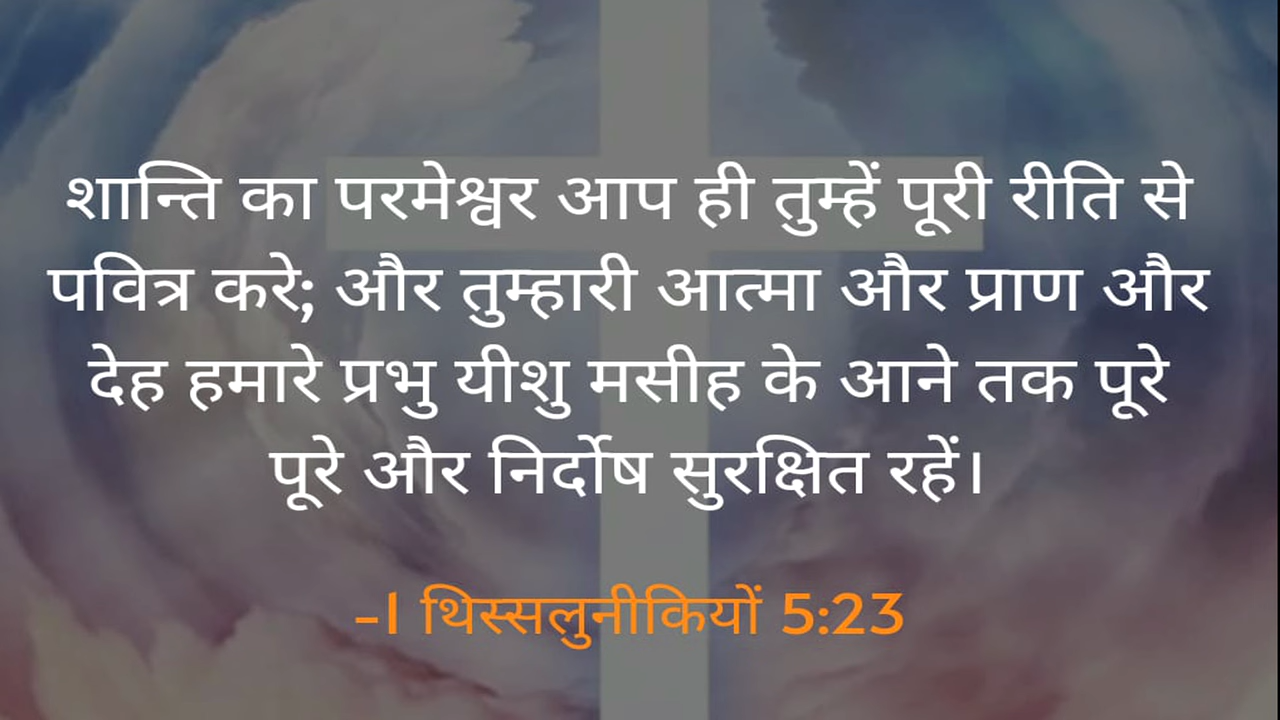 शान्ति का परमेश्वर आप ही तुम्हें पूरी रीति से
पवित्र करे; और तुम्हारी आत्मा और प्राण और
देह हमारे प्रभु यीशु मसीह के आने तक पूरे
पूरे और निर्दोष सुरक्षित रहें।
-I थिस्सलुनीकियों 5:23